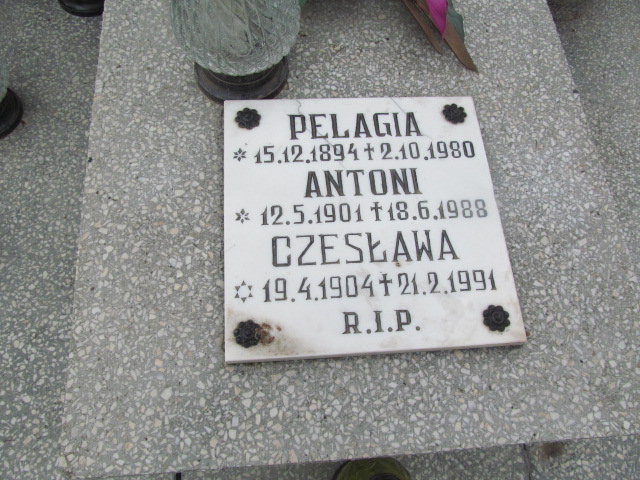 PELAGIA
* 15.12.1894 † 2.10.1980
ANTONI
* 12.5.1901 † 18.6.1988
CZESŁAWA
✡ 19.4.1904 † 21.2.1991
R.I.P.